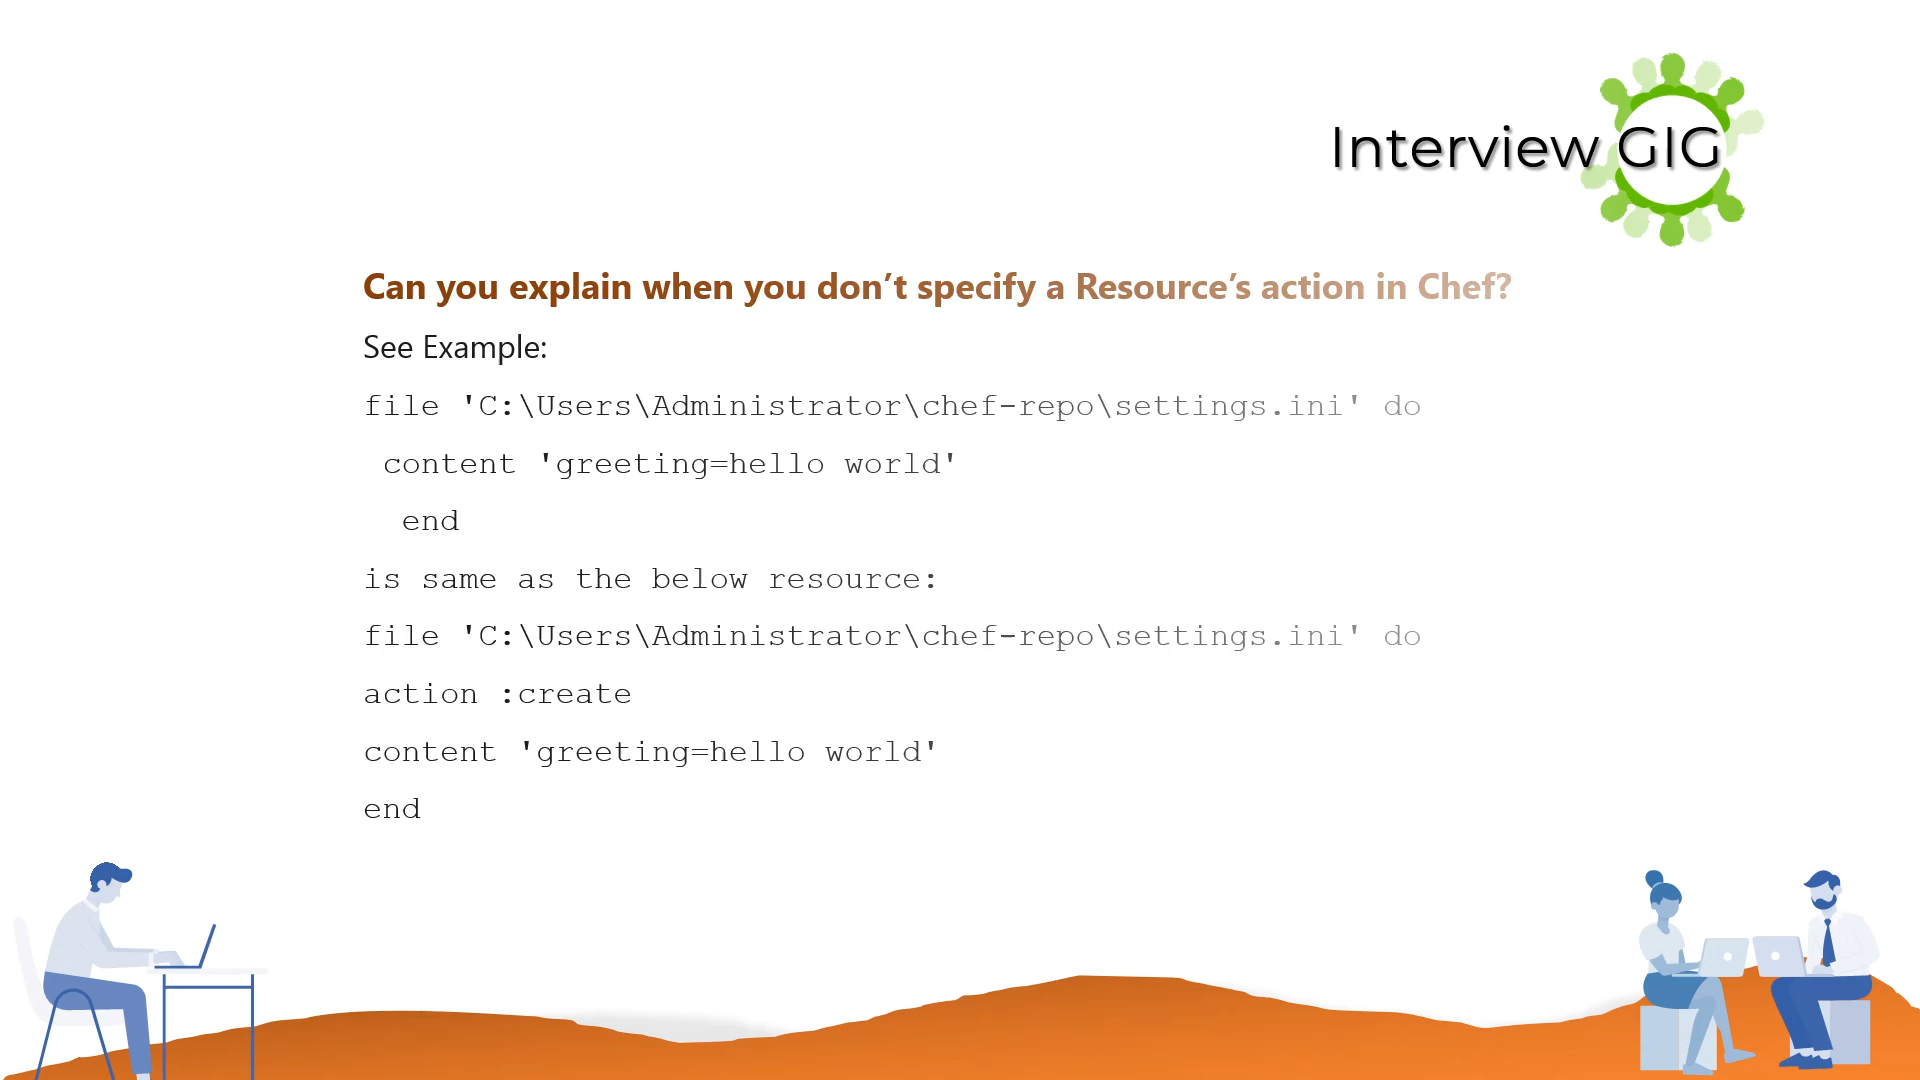 Interview GIG
Can you explain when you don’t specify a Resource’s action in Chef?
See Example:
file 'C:\Users\Administrator\chef-repo\settings.ini' do
content 'greeting=hello world'
end
is same as the below resource:
file 'C:\Users\Administrator\chef-repo\settings.ini' do
action :create
content 'greeting=hello world'
end